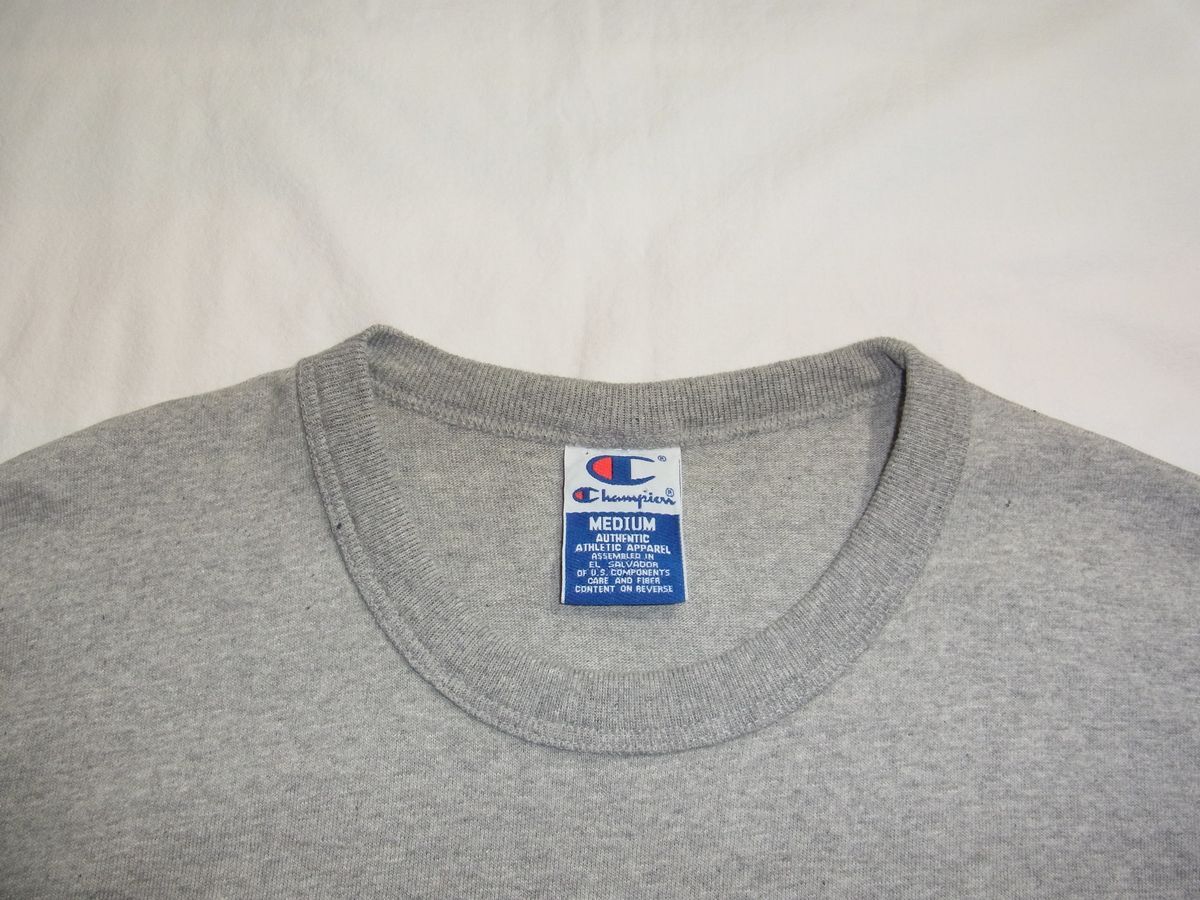 C®
Champion®
MEDIUM
AUTHENTIC
ATHLETIC APPAREL
ASSEMBLED IN
EL SALVADOR
OF U.S. COMPONENTS
CARE AND FIBER
CONTENT ON REVERSE